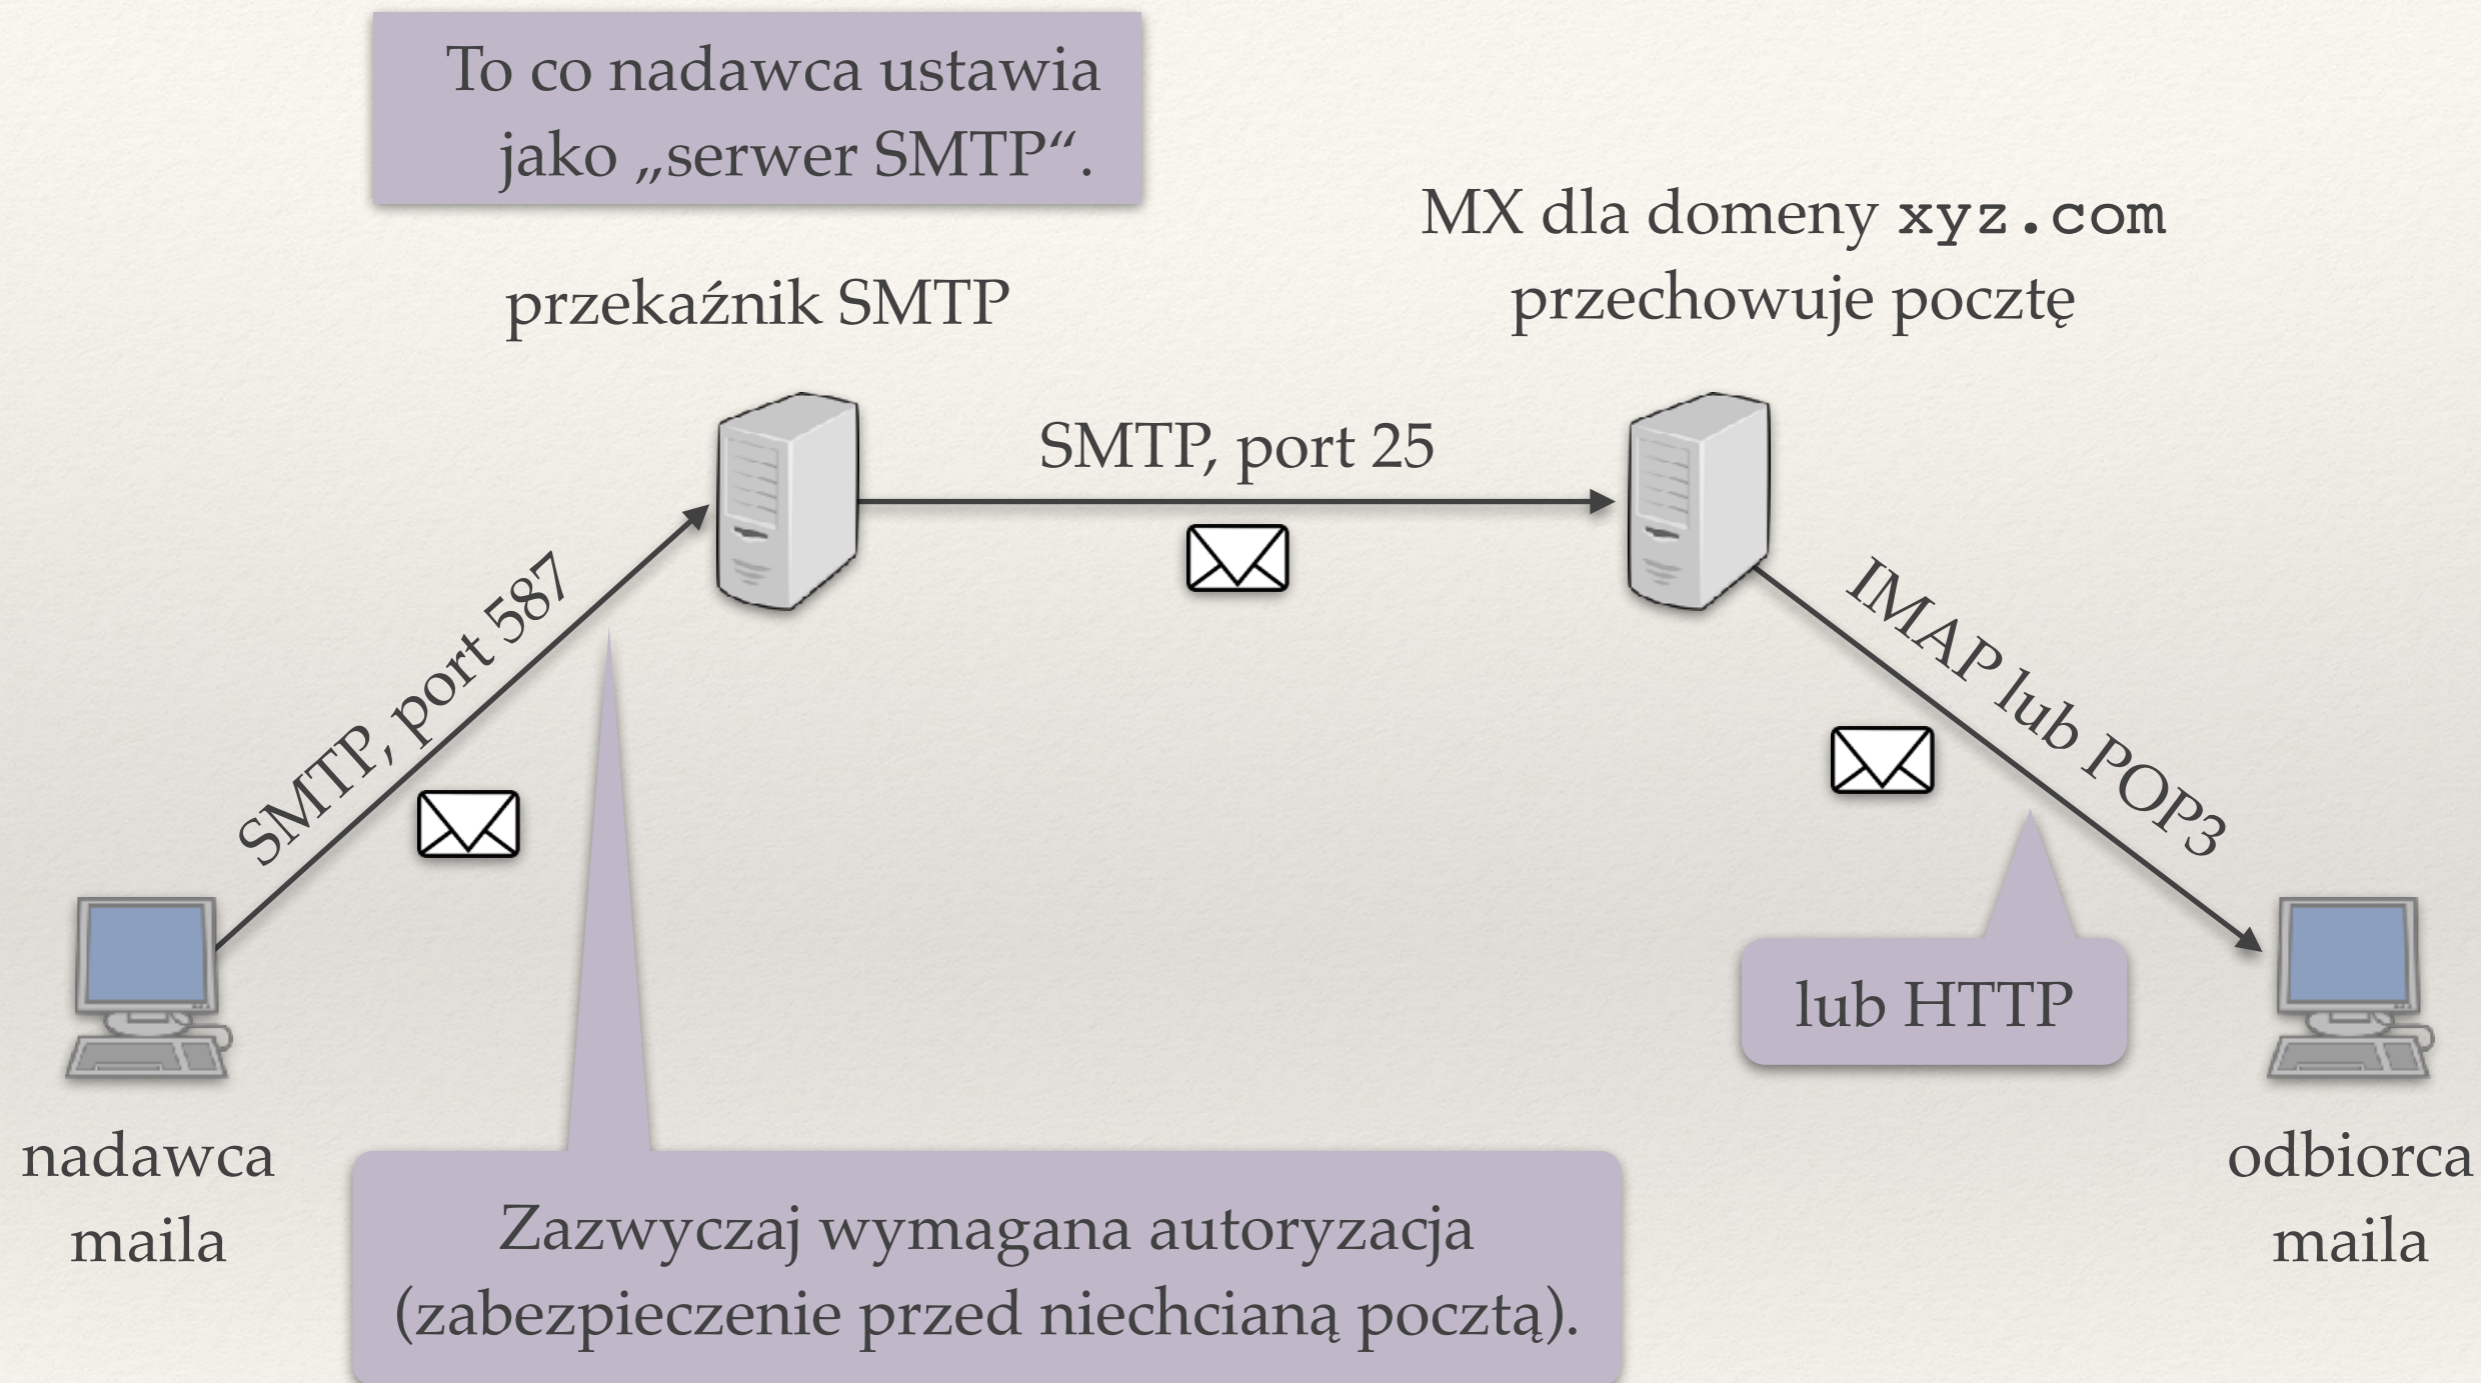 To co nadawca ustawia
jako „serwer SMTP“.
przekaźnik SMTP
MX dla domeny xyz.com
przechowuje pocztę
SMTP, port 587
SMTP, port 25
IMAP lub POP3
lub HTTP
nadawca
maila
Zazwyczaj wymagana autoryzacja
(zabezpieczenie przed niechcianą pocztą).
odbiorca
maila